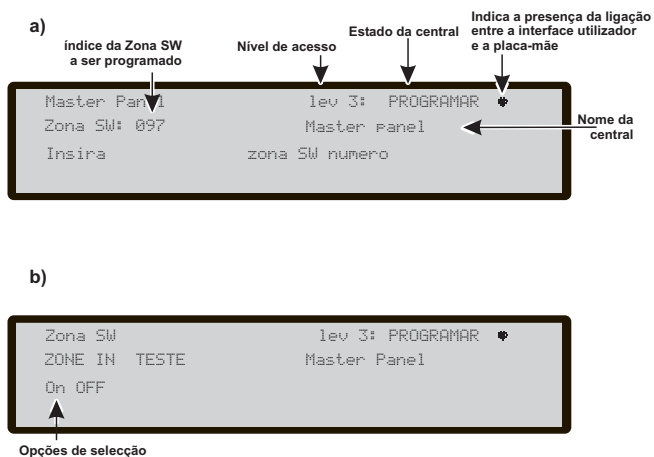 a)
índice da Zona SW
a ser programado
Nível de acesso
Estado da central
Indica a presença da ligação
entre a interface utilizador
e a placa-mãe
Master Panel lev 3: PROGRAMAR
Zona SW: 097 Master panel
Nome da
central
Insira zona SW numero
b)
Zona SW lev 3: PROGRAMAR
ZONE IN TESTE Master Panel
On OFF
Opções de selecção